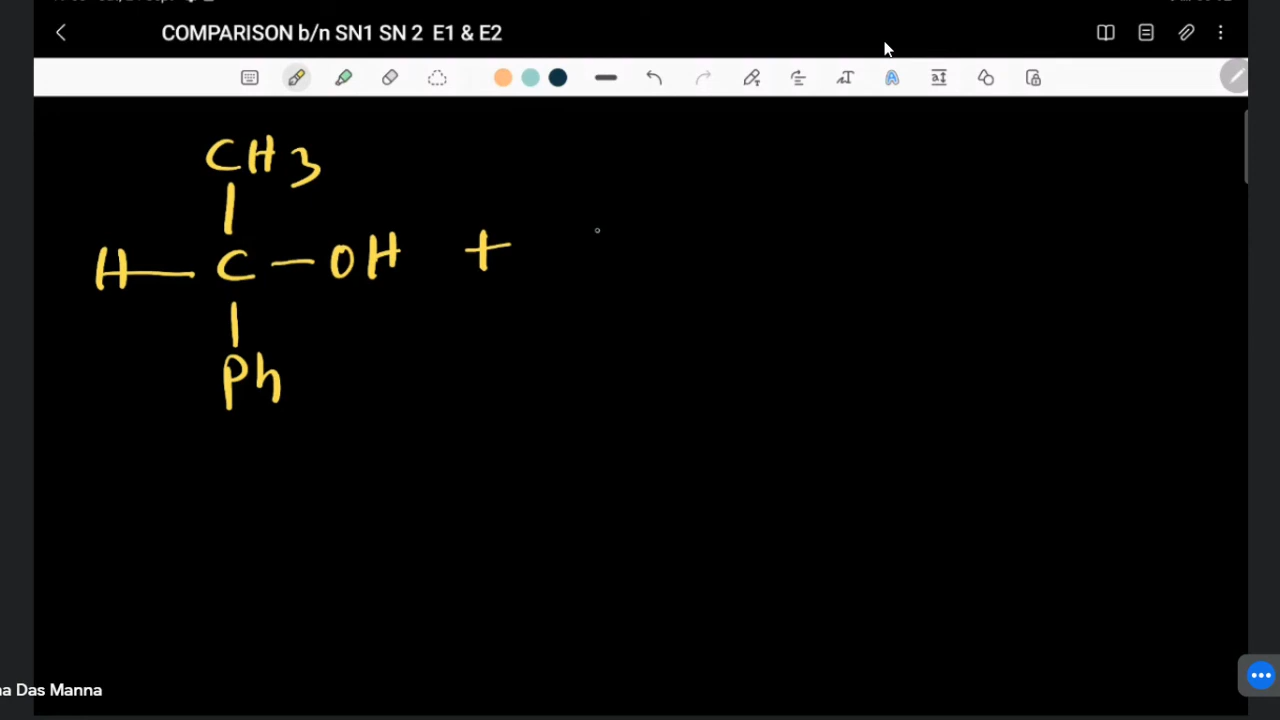 COMPARISON b/n SN1 SN 2 E1 & E2
CH3
H — C — OH +
Ph
Das Manna